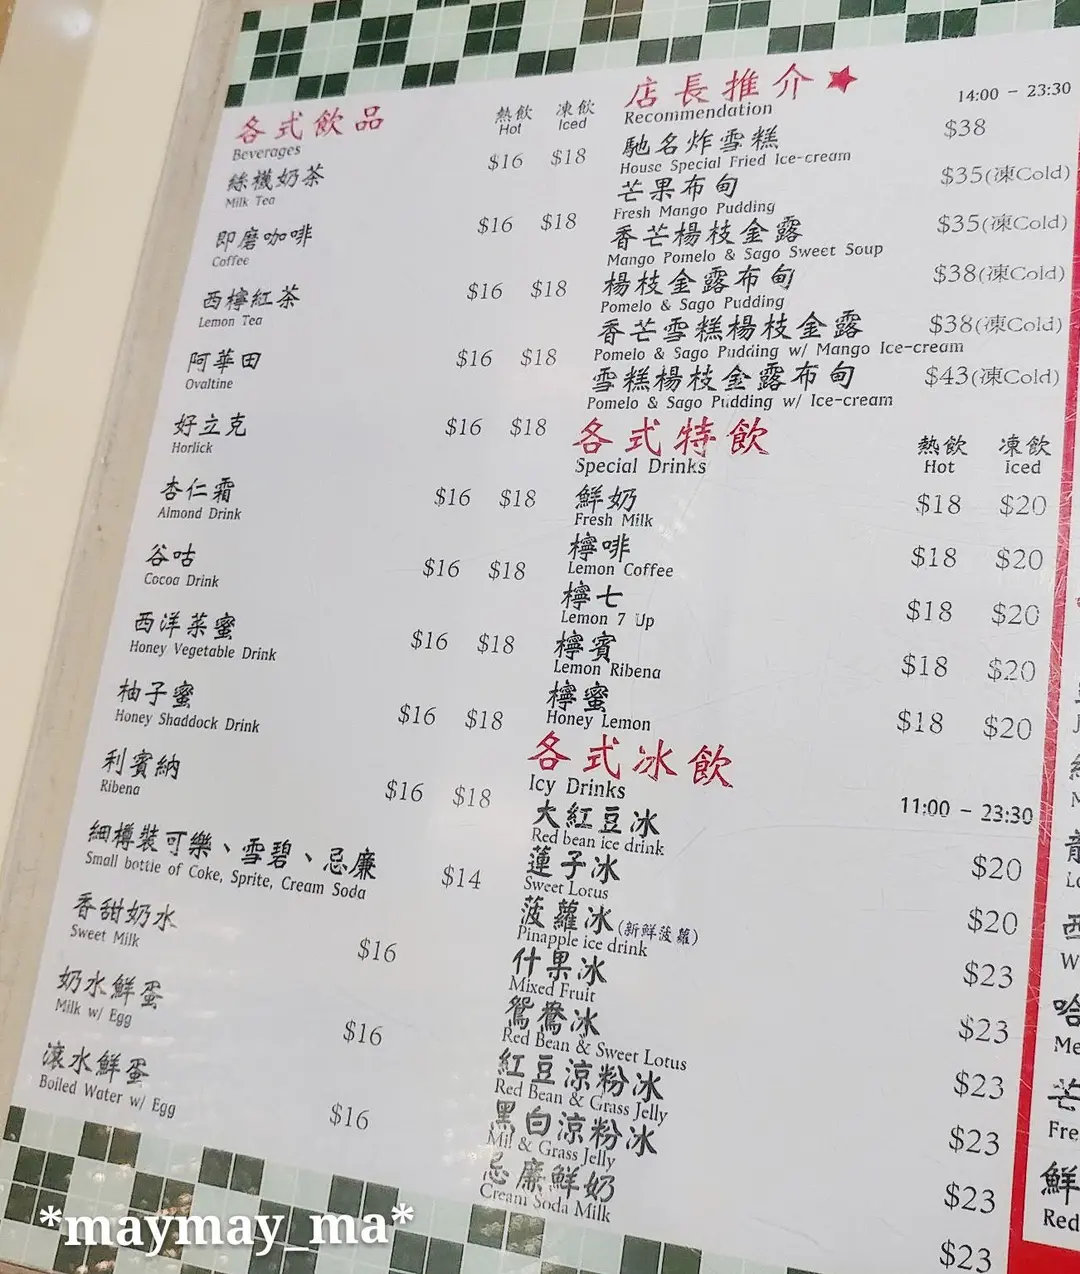 各式飲品 熱飲 凍飲
Beverages Hot Iced
絲襪奶茶 $16 $18
Milk Tea
即磨咖啡 $16 $18
Coffee
西檸紅茶 $16 $18
Lemon Tea
阿華田 $16 $18
Ovaltine
好立克 $16 $18
Horlick
杏仁霜 $16 $18
Almond Drink
谷咕 $16 $18
Cocoa Drink
西洋菜蜜 $16 $18
Honey Vegetable Drink
柚子蜜 $16 $18
Honey Shaddock Drink
利賓納 $16 $18
Ribena
細樽裝可樂、雪碧、忌廉 $14
Small bottle of Coke, Sprite, Cream Soda
香甜奶水 $16
Sweet Milk
奶水鮮蛋 $16
Milk w/ Egg
滾水鮮蛋 $16
Boiled Water w/ Egg
店長推介 14:00 - 23:30
Recommendation
馳名炸雪糕 $38
House Special Fried Ice-cream
芒果布甸 $35(凍Cold)
Fresh Mango Pudding
香芒楊枝金露 $35(凍Cold)
Mango Pomelo & Sago Sweet Soup
楊枝金露布甸 $38(凍Cold)
Pomelo & Sago Pudding
香芒雪糕楊枝金露 $38(凍Cold)
Pomelo & Sago Pudding w/ Mango Ice-cream
雪糕楊枝金露布甸 $43(凍Cold)
Pomelo & Sago Pudding w/ Ice-cream
各式特飲 熱飲 凍飲
Special Drinks Hot Iced
鮮奶 $18 $20
Fresh Milk
檸啡 $18 $20
Lemon Coffee
檸七 $18 $20
Lemon 7 Up
檸賓 $18 $20
Lemon Ribena
檸蜜 $18 $20
Honey Lemon
各式冰飲 11:00 - 23:30
Icy Drinks
大紅豆冰 $20
Red bean ice drink
蓮子冰 $20
Sweet Lotus
菠蘿冰(新鮮菠蘿) $23
Pinapple ice drink
什果冰 $23
Mixed Fruit
鴛鴦冰 $23
Red Bean & Sweet Lotus
紅豆涼粉冰 $23
Red Bean & Grass Jelly
黑白涼粉冰 $23
Mil & Grass Jelly
忌廉鮮奶 $23
Cream Soda Milk
西
W
哈
Me
芒
Fre
鮮
Red
*maymay_ma*